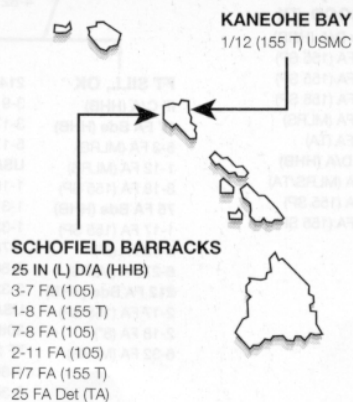 KANEOHE BAY
1/12 (155 T) USMC
SCHOFIELD BARRACKS
25 IN (L) D/A (HHB)
3-7 FA (105)
1-8 FA (155 T)
7-8 FA (105)
2-11 FA (105)
F/7 FA (155 T)
25 FA Det (TA)